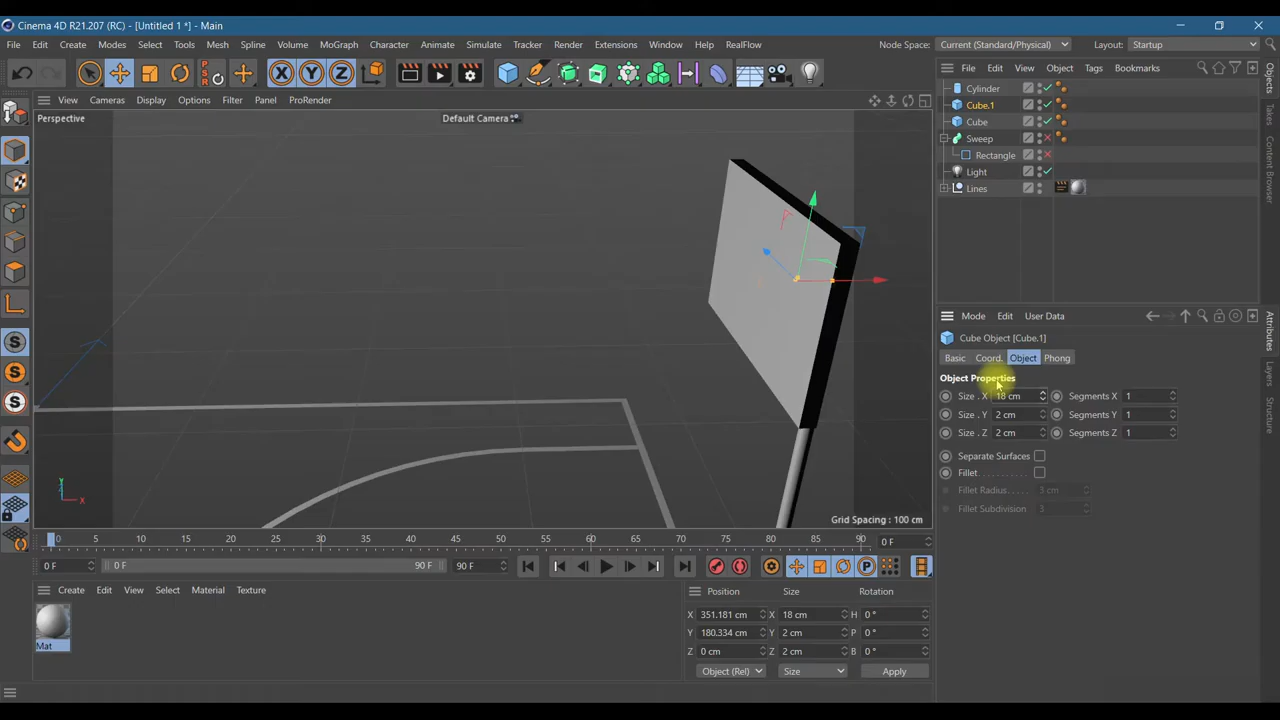 Cinema 4D R21.207 (RC) - [Untitled 1 *] - Main
File Edit Create Modes Select Tools Mesh Spline Volume MoGraph Character Animate Simulate Tracker Render Extensions Window Help RealFlow Node Space: Current (Standard/Physical) Layout: Startup
P S R X Y Z
File Edit View Object Tags Bookmarks
View Cameras Display Options Filter Panel ProRender
Perspective Default Camera
Cylinder
Cube.1
Cube
Sweep
Rectangle
Light
Lines
Objects
Takes
Content Browser
Mode Edit User Data
Cube Object [Cube.1]
Basic Coord. Object Phong
Object Properties
Size . X 18 cm Segments X 1
Size . Y 2 cm Segments Y 1
Size . Z 2 cm Segments Z 1
Separate Surfaces
Fillet . . . . . . . . . . .
Fillet Radius. . . . . 3 cm
Fillet Subdivision 3
Attributes
Layers
Structure
S
S
S
Y
Z X
Grid Spacing : 100 cm
0 5 10 15 20 25 30 35 40 45 50 55 60 65 70 75 80 85 90 0 F
0 F 0 F 90 F 90 F P
Create Edit View Select Material Texture
Mat
Position Size Rotation
X 351.181 cm X 18 cm H 0 °
Y 180.334 cm Y 2 cm P 0 °
Z 0 cm Z 2 cm B 0 °
Object (Rel) Size Apply